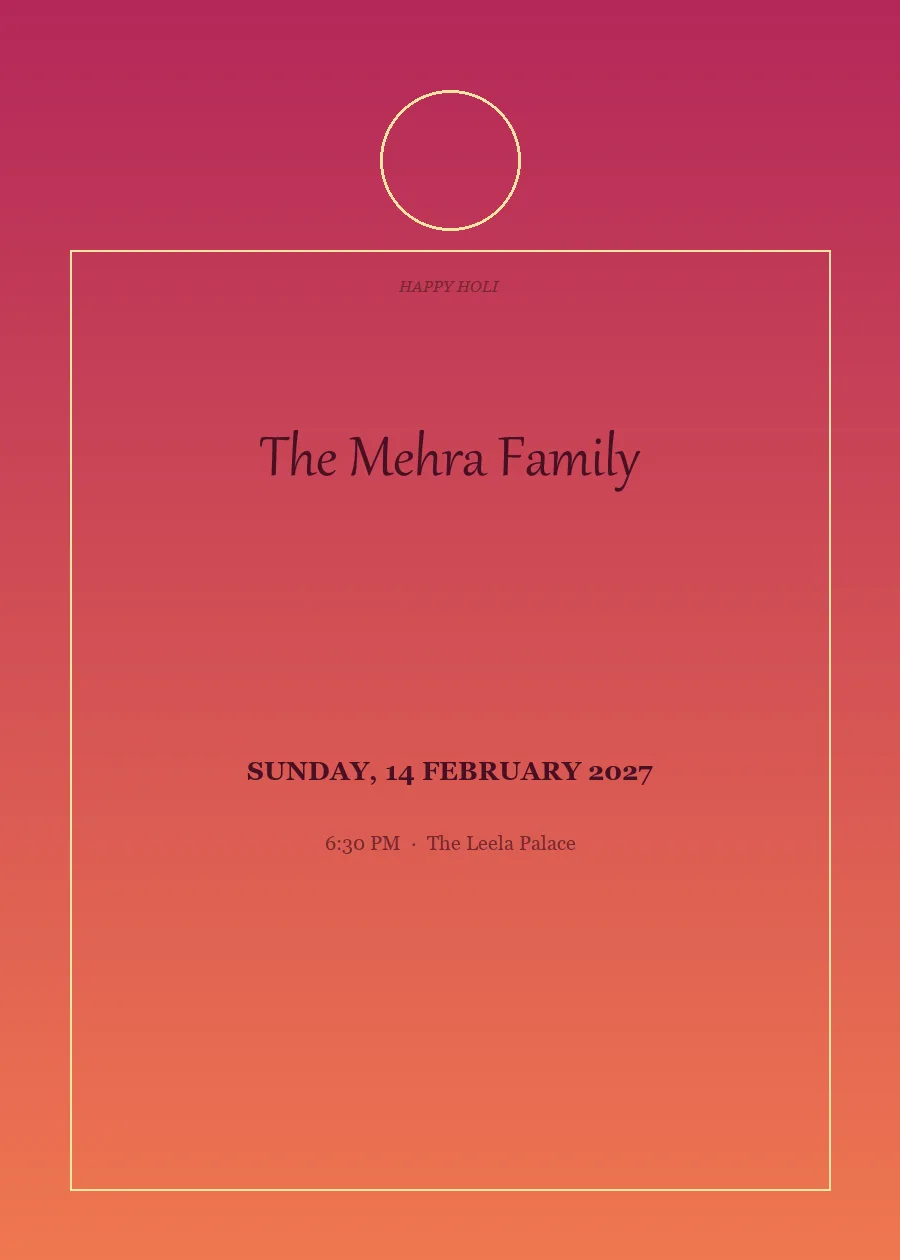 HAPPY HOLI
The Mehra Family
SUNDAY, 14 FEBRUARY 2027
6:30 PM · The Leela Palace